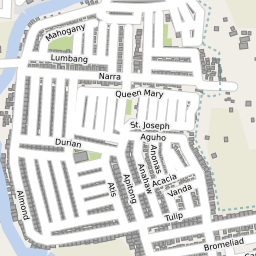 Mahogany
Lumbang
Narra
Queen Mary
St. Joseph
Aguho
Durian
Anonas
Anahaw
Acacia
Apitong
Atis
Vanda
Almond
Tulip
Bromeliad